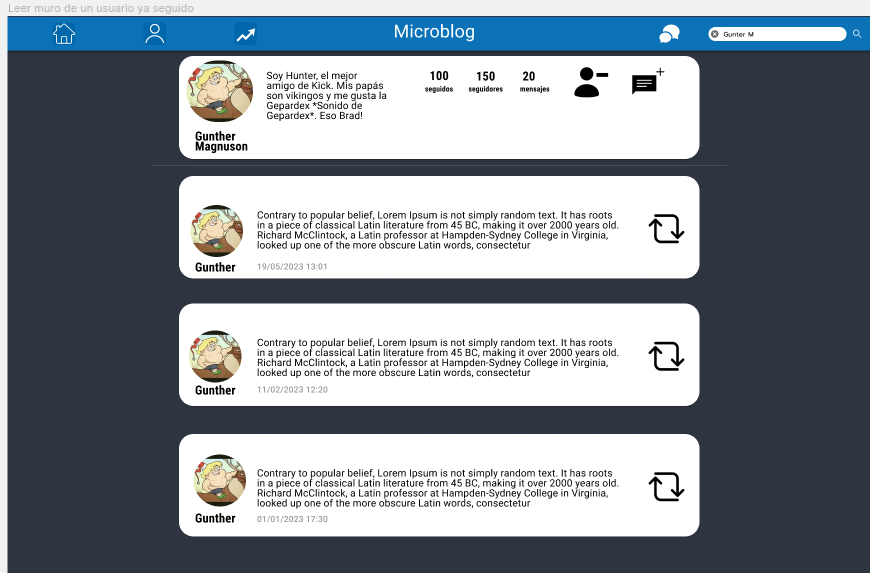 Leer muro de un usuario ya seguido
Microblog
Gunter M
Soy Hunter, el mejor
amigo de Kick. Mis papás
son vikingos y me gusta la
Gepardex *Sonido de
Gepardex*. Eso Brad!
100
seguidos
150
seguidores
20
mensajes
Gunther
Magnuson
Contrary to popular belief, Lorem Ipsum is not simply random text. It has roots
in a piece of classical Latin literature from 45 BC, making it over 2000 years old.
Richard McClintock, a Latin professor at Hampden-Sydney College in Virginia,
looked up one of the more obscure Latin words, consectetur
Gunther
19/05/2023 13:01
Contrary to popular belief, Lorem Ipsum is not simply random text. It has roots
in a piece of classical Latin literature from 45 BC, making it over 2000 years old.
Richard McClintock, a Latin professor at Hampden-Sydney College in Virginia,
looked up one of the more obscure Latin words, consectetur
Gunther
11/02/2023 12:20
Contrary to popular belief, Lorem Ipsum is not simply random text. It has roots
in a piece of classical Latin literature from 45 BC, making it over 2000 years old.
Richard McClintock, a Latin professor at Hampden-Sydney College in Virginia,
looked up one of the more obscure Latin words, consectetur
Gunther
01/01/2023 17:30